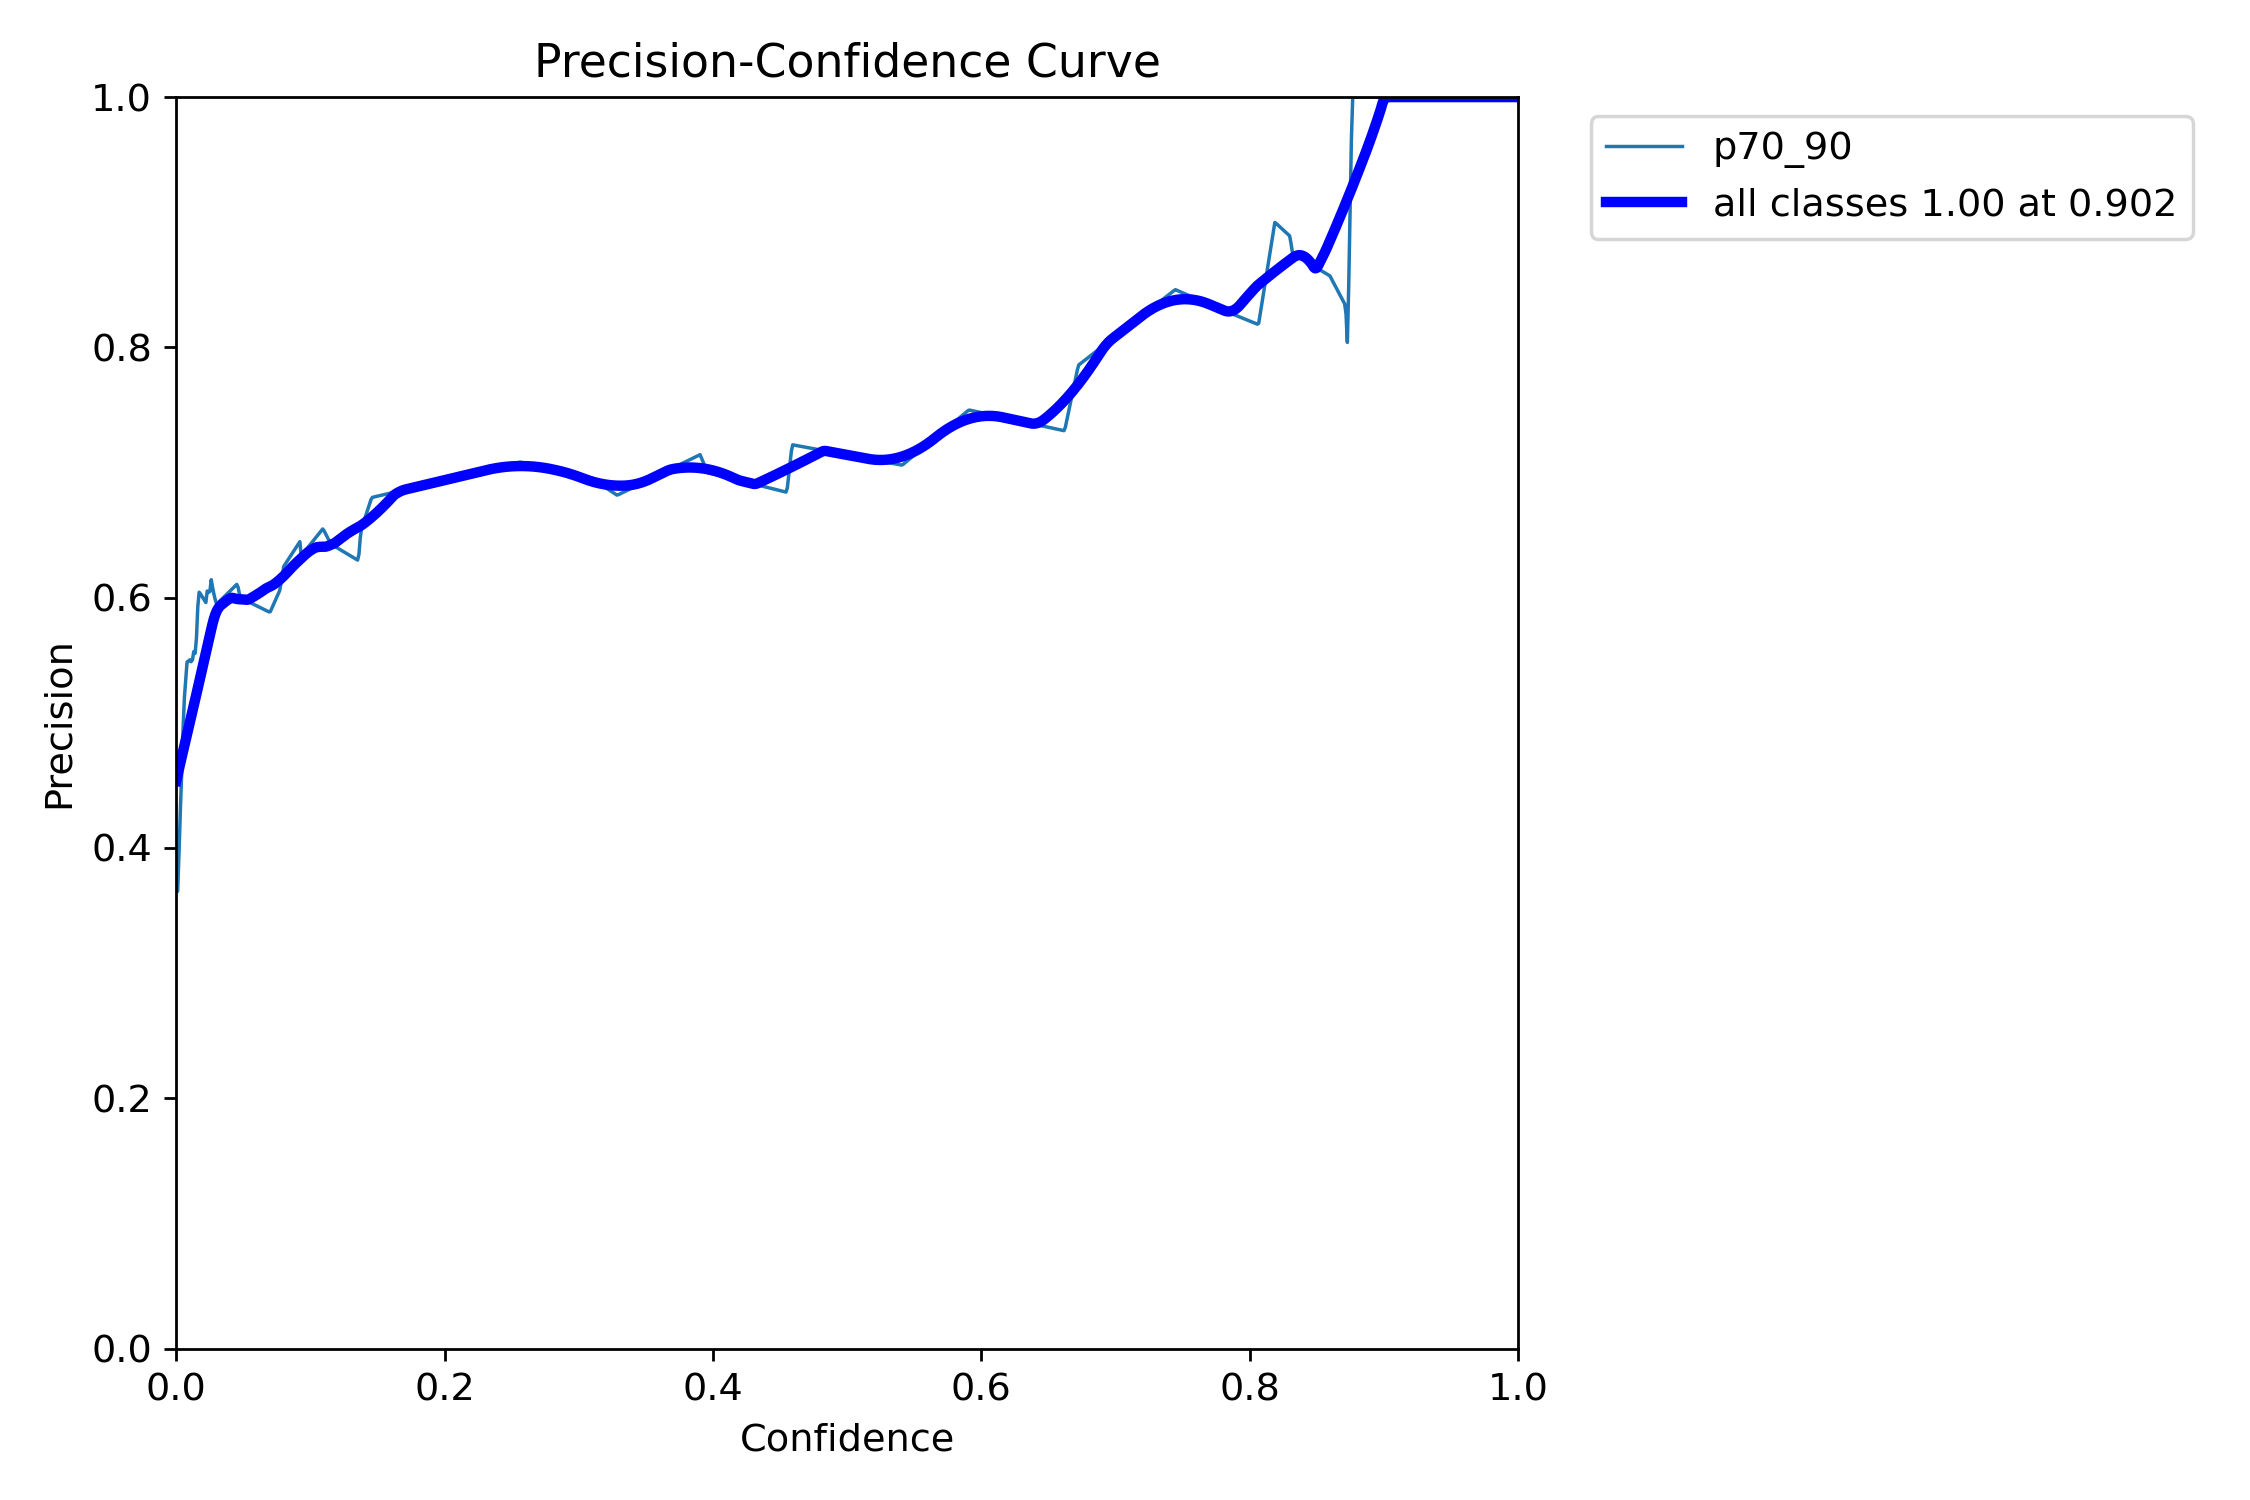 Precision-Confidence Curve
1.0
0.8
0.6
0.4
0.2
0.0
Precision
0.0 0.2 0.4 0.6 0.8 1.0
Confidence
p70_90
all classes 1.00 at 0.902